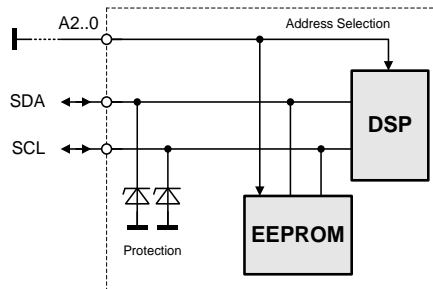 A2..0
Address Selection
SDA
DSP
SCL
EEPROM
Protection